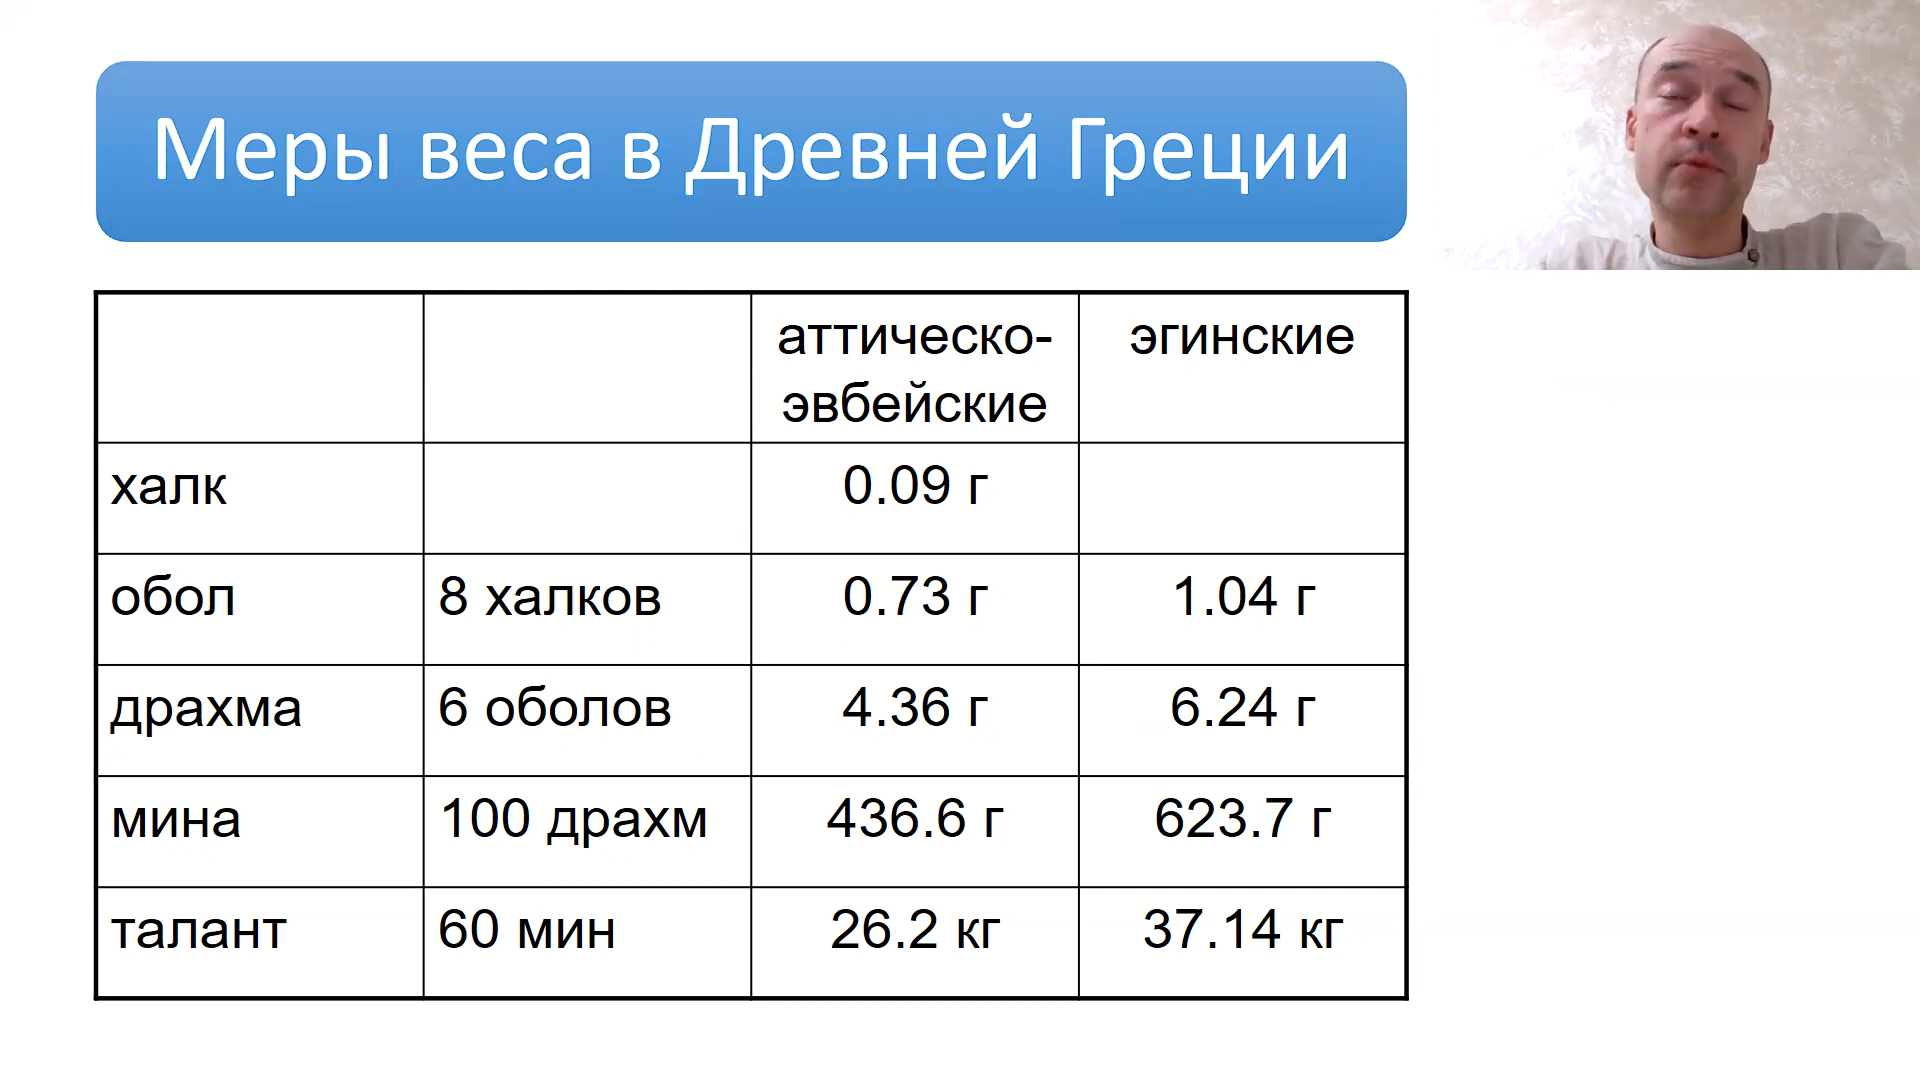 Меры веса в Древней Греции
аттическо- эгинские
эвбейские
халк 0.09 г
обол 8 халков 0.73 г 1.04 г
драхма 6 оболов 4.36 г 6.24 г
мина 100 драхм 436.6 г 623.7 г
талант 60 мин 26.2 кг 37.14 кг